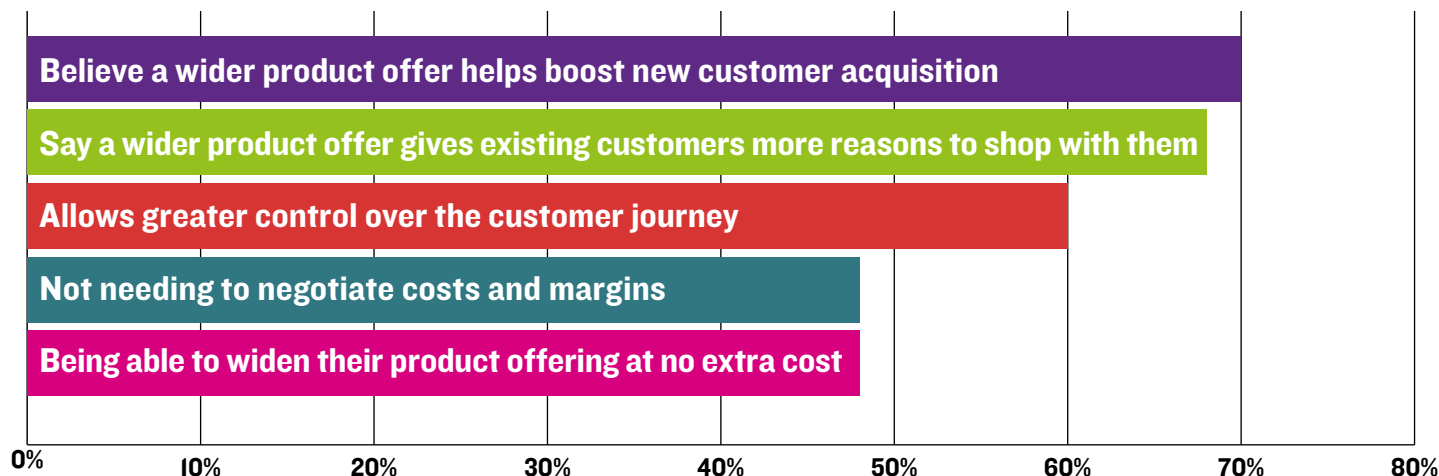 Believe a wider product offer helps boost new customer acquisition
Say a wider product offer gives existing customers more reasons to shop with them
Allows greater control over the customer journey
Not needing to negotiate costs and margins
Being able to widen their product offering at no extra cost
0% 10% 20% 30% 40% 50% 60% 70% 80%